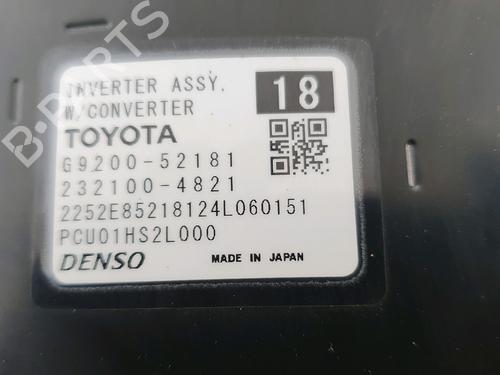 B-PARTS
INVERTER ASSY. 18
W/CONVERTER
TOYOTA
G9200-52181
232100-4821
2252E85218124L060151
PCU01HS2L000
DENSO MADE IN JAPAN